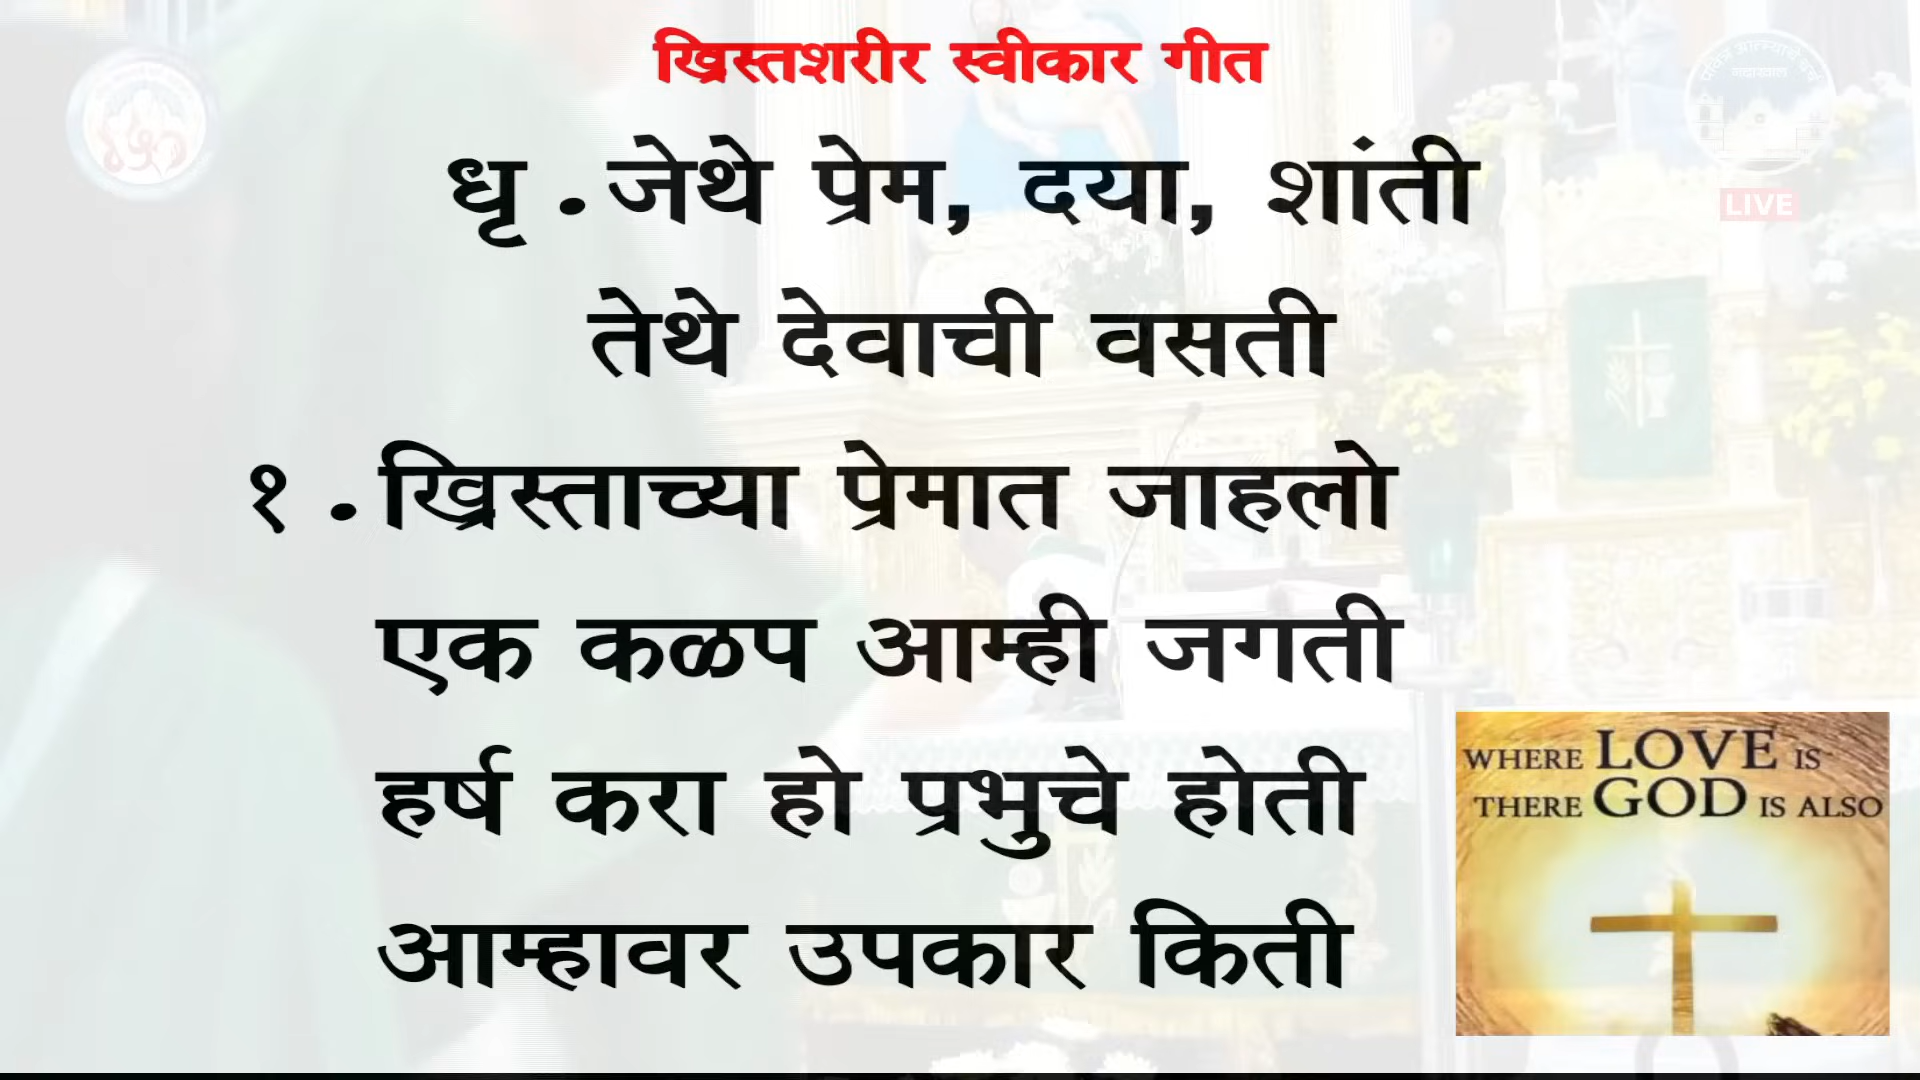 ख्रिस्तशरीर स्वीकार गीत
धृ . जेथे प्रेम, दया, शांती
तेथे देवाची वसती
१ . ख्रिस्ताच्या प्रेमात जाहलो
एक कळप आम्ही जगती
हर्ष करा हो प्रभुचे होती
आम्हावर उपकार किती
WHERE LOVE IS
THERE GOD IS ALSO
LIVE